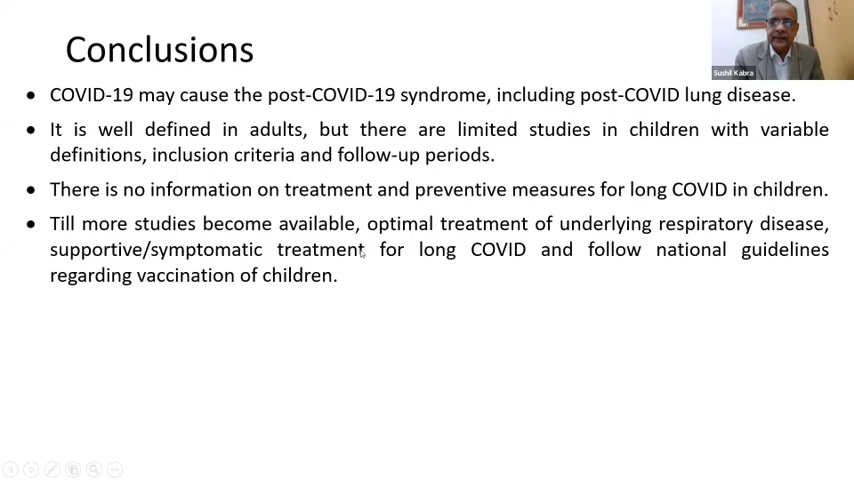 Conclusions
Sushil Kabra
• COVID-19 may cause the post-COVID-19 syndrome, including post-COVID lung disease.
• It is well defined in adults, but there are limited studies in children with variable
definitions, inclusion criteria and follow-up periods.
• There is no information on treatment and preventive measures for long COVID in children.
• Till more studies become available, optimal treatment of underlying respiratory disease,
supportive/symptomatic treatment for long COVID and follow national guidelines
regarding vaccination of children.